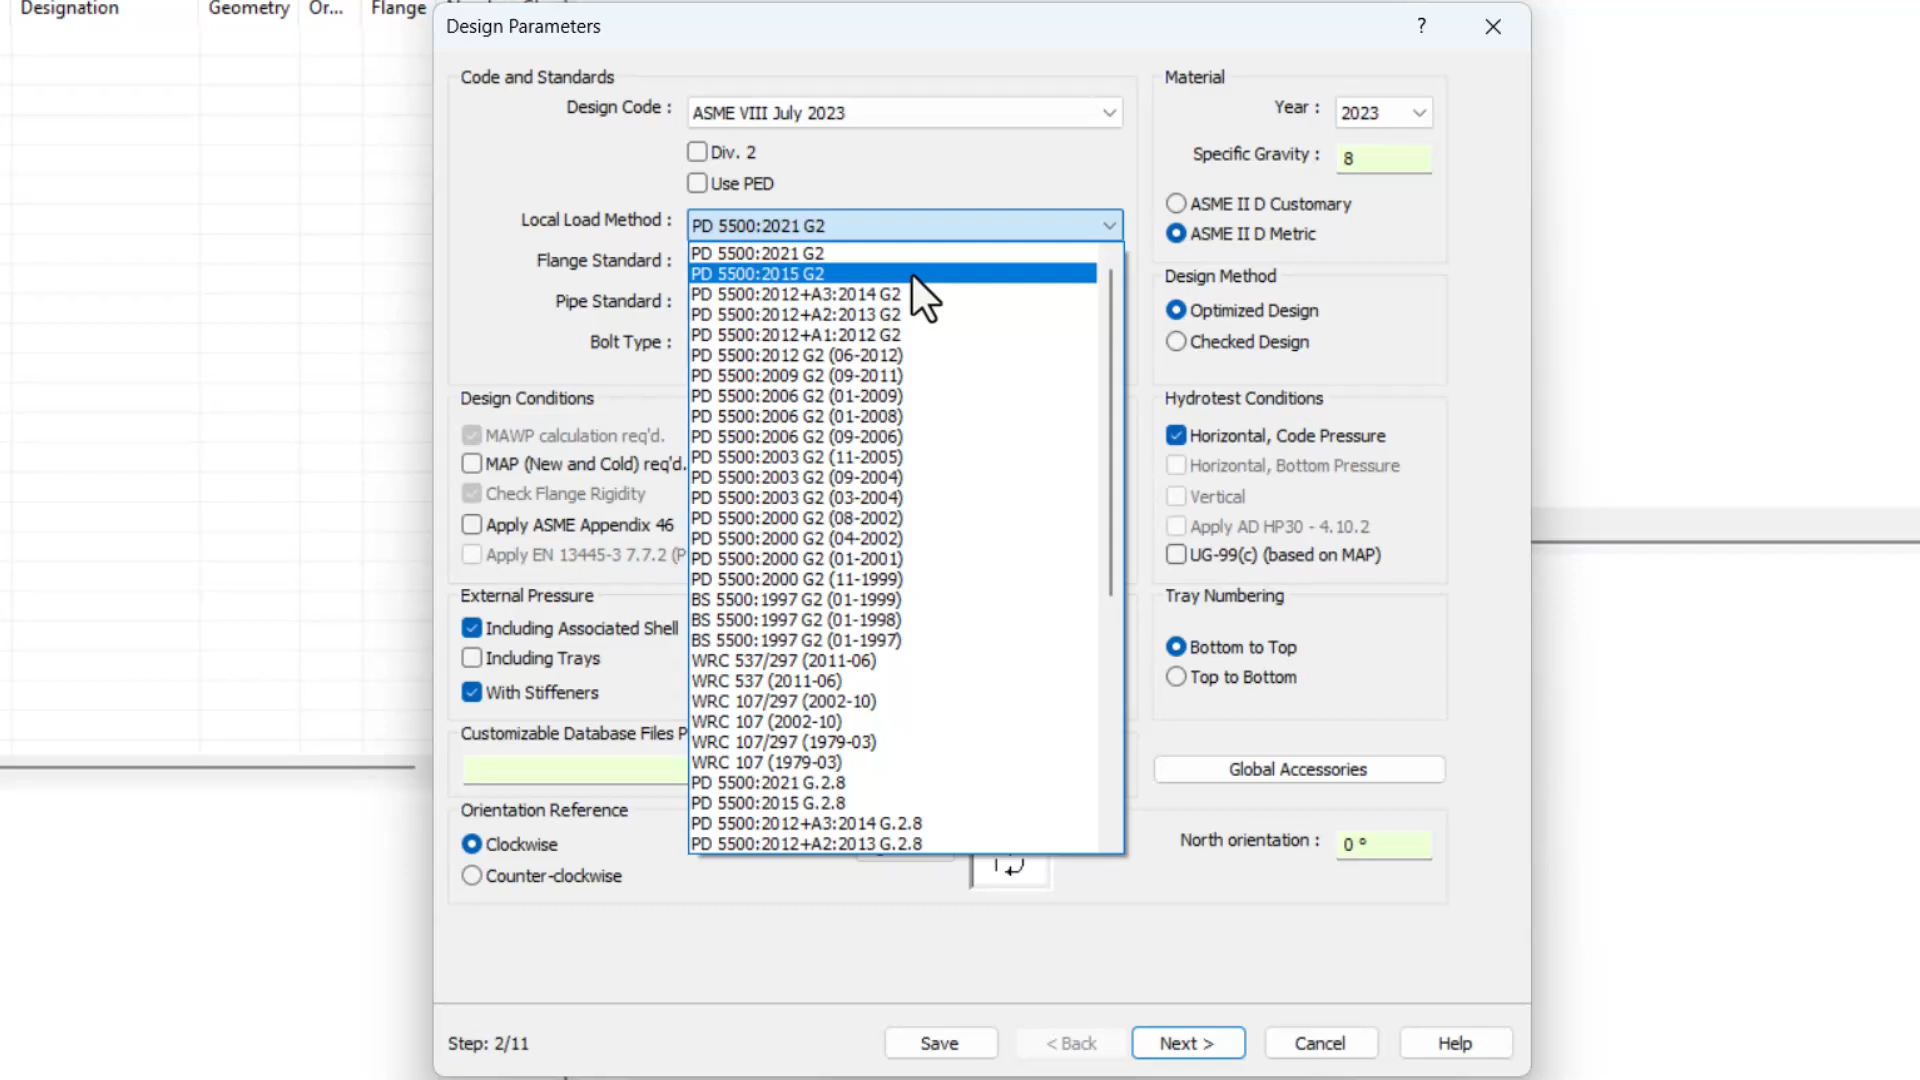 Designation
Geometry
Or...
Flange
Design Parameters
?
Code and Standards
Design Code :
ASME VIII July 2023
Div. 2
Use PED
Local Load Method :
PD 5500:2021 G2
Flange Standard :
Pipe Standard :
Bolt Type :
PD 5500:2021 G2
PD 5500:2015 G2
PD 5500:2012+A3:2014 G2
PD 5500:2012+A2:2013 G2
PD 5500:2012+A1:2012 G2
PD 5500:2012 G2 (06-2012)
PD 5500:2009 G2 (09-2011)
PD 5500:2006 G2 (01-2009)
PD 5500:2006 G2 (01-2008)
PD 5500:2006 G2 (09-2006)
PD 5500:2003 G2 (11-2005)
PD 5500:2003 G2 (09-2004)
PD 5500:2003 G2 (03-2004)
PD 5500:2000 G2 (08-2002)
PD 5500:2000 G2 (04-2002)
PD 5500:2000 G2 (01-2001)
PD 5500:2000 G2 (11-1999)
BS 5500:1997 G2 (01-1999)
BS 5500:1997 G2 (01-1998)
BS 5500:1997 G2 (01-1997)
WRC 537/297 (2011-06)
WRC 537 (2011-06)
WRC 107/297 (2002-10)
WRC 107 (2002-10)
WRC 107/297 (1979-03)
WRC 107 (1979-03)
PD 5500:2021 G.2.8
PD 5500:2015 G.2.8
PD 5500:2012+A3:2014 G.2.8
PD 5500:2012+A2:2013 G.2.8
Design Conditions
MAWP calculation req'd.
MAP (New and Cold) req'd.
Check Flange Rigidity
Apply ASME Appendix 46
Apply EN 13445-3 7.7.2 (P
External Pressure
Including Associated Shell
Including Trays
With Stiffeners
Customizable Database Files P
Orientation Reference
Clockwise
Counter-clockwise
Material
Year :
2023
Specific Gravity :
8
ASME II D Customary
ASME II D Metric
Design Method
Optimized Design
Checked Design
Hydrotest Conditions
Horizontal, Code Pressure
Horizontal, Bottom Pressure
Vertical
Apply AD HP30 - 4.10.2
UG-99(c) (based on MAP)
Tray Numbering
Bottom to Top
Top to Bottom
Global Accessories
North orientation :
0 °
Step: 2/11
Save
< Back
Next >
Cancel
Help